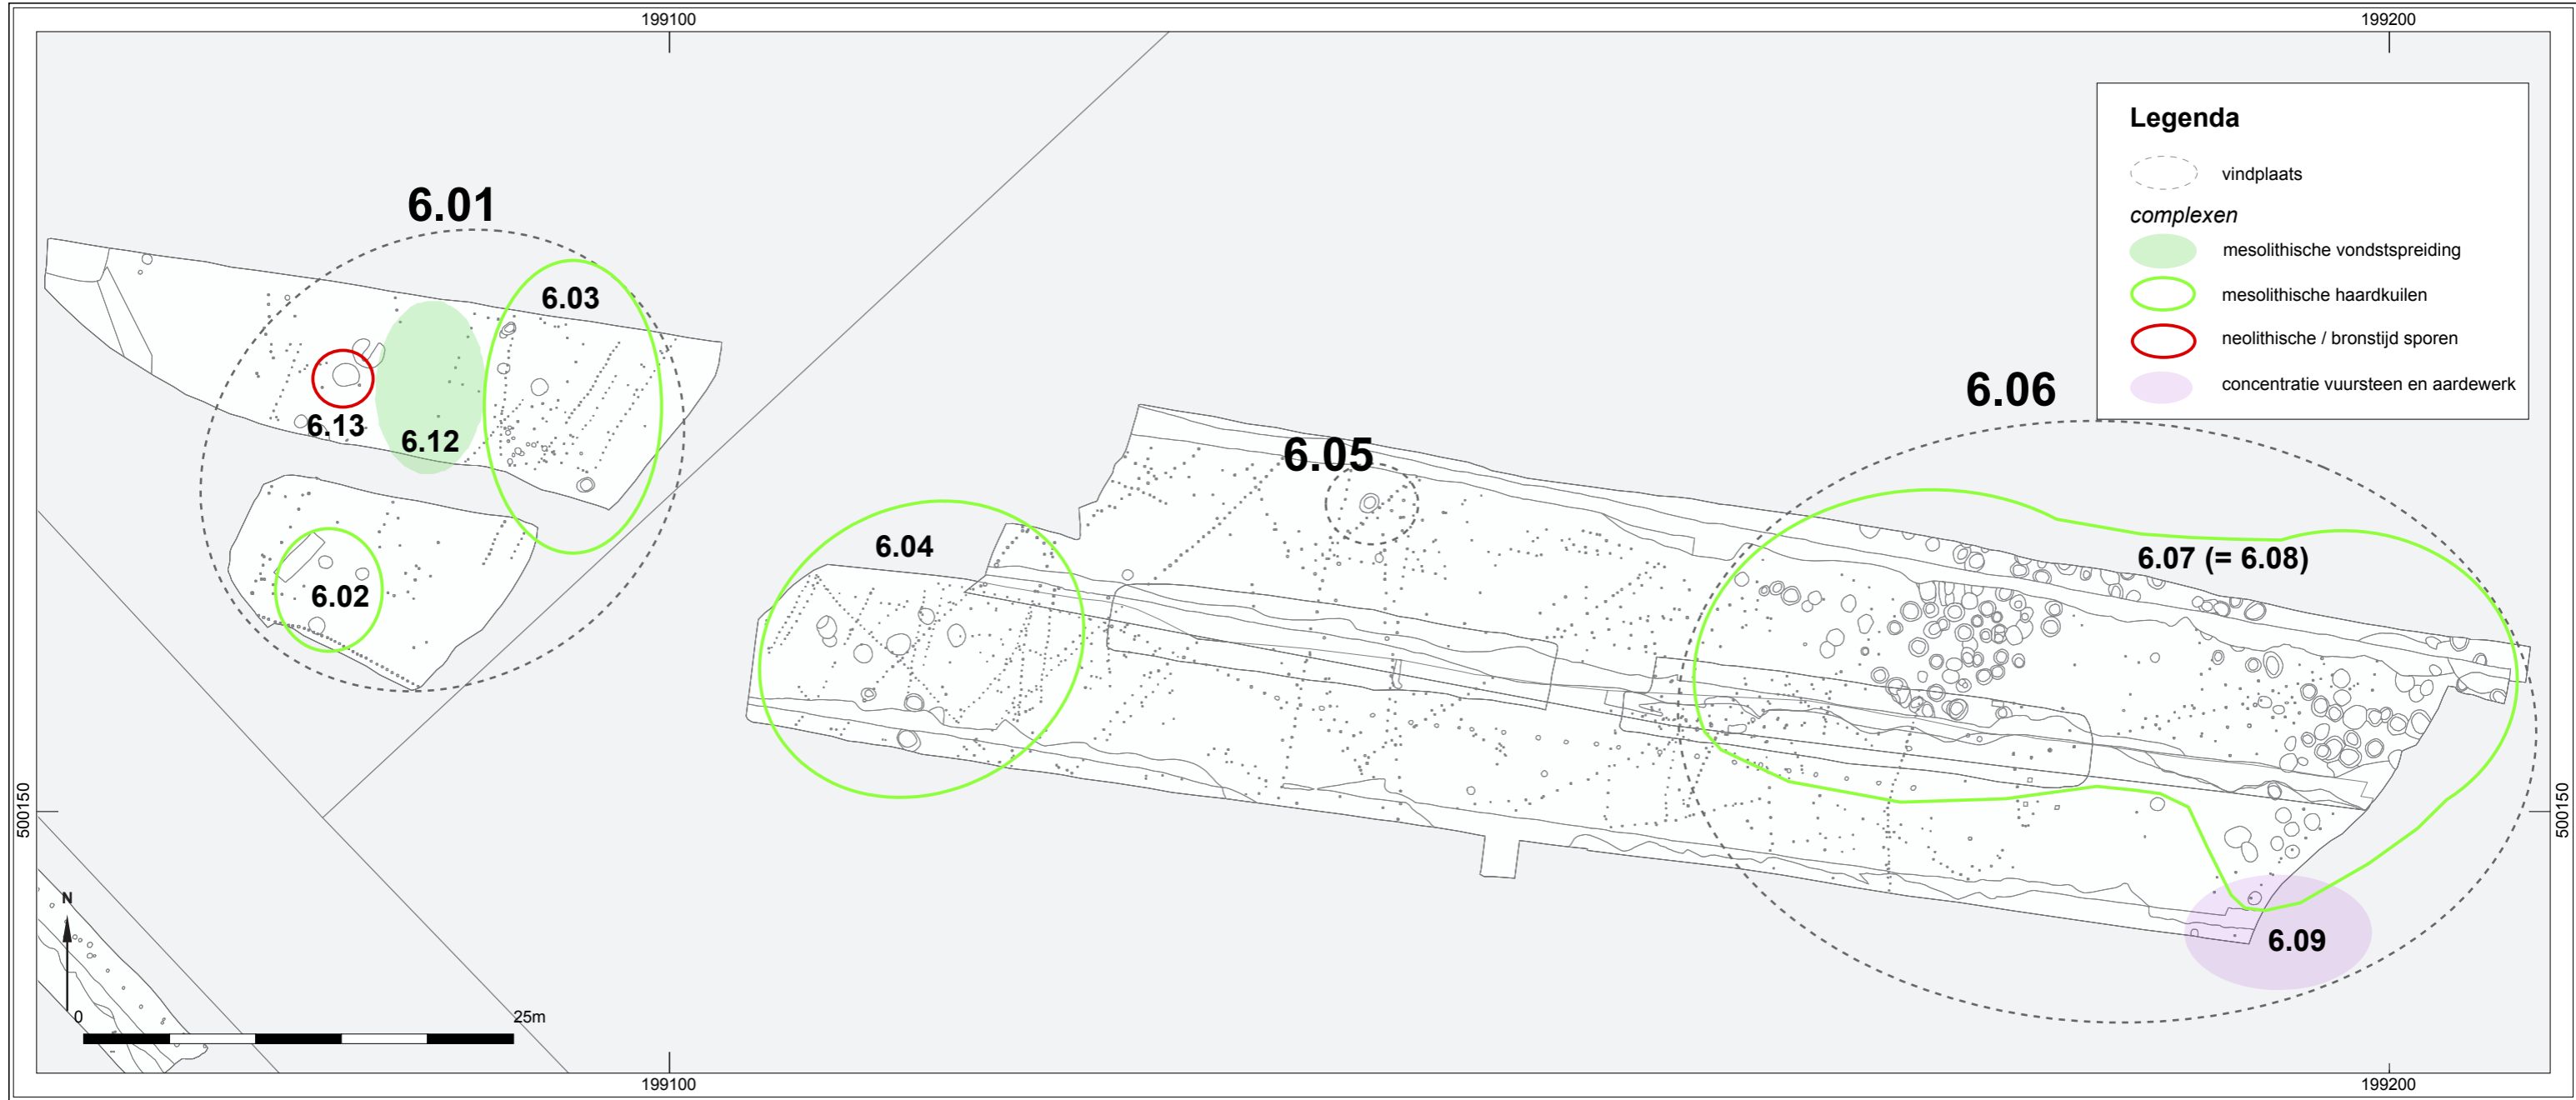 199100
199200
Legenda
vindplaats
complexen
mesolithische vondstspreiding
mesolithische haardkuilen
neolithische / bronstijd sporen
concentratie vuursteen en aardewerk
6.01
6.03
6.13
6.12
6.02
6.04
6.05
6.06
6.07 (= 6.08)
6.09
500150
500150
N
0
25m
199100
199200